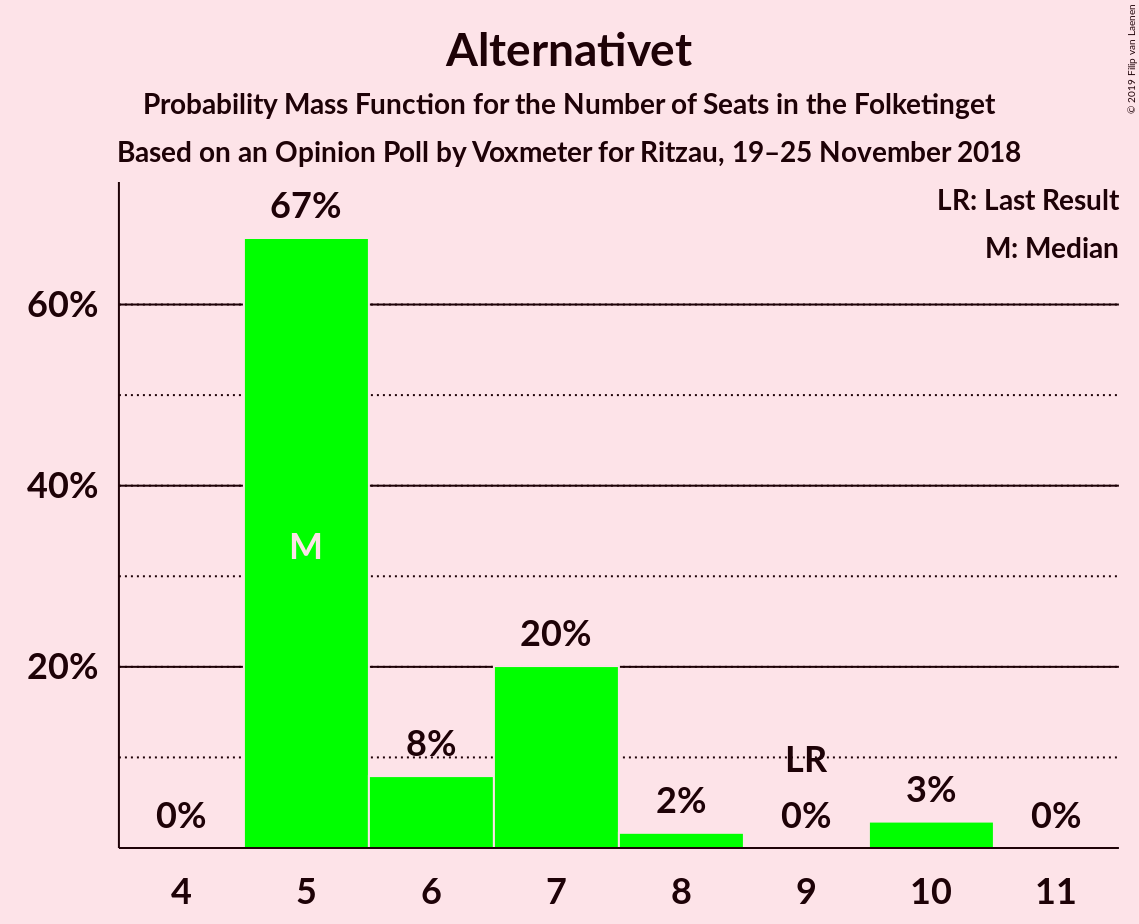 Alternativet
Probability Mass Function for the Number of Seats in the Folketinget
Based on an Opinion Poll by Voxmeter for Ritzau, 19–25 November 2018
© 2019 Filip van Laenen
LR: Last Result
M: Median
60%
40%
20%
0%
67%
M
8%
20%
2%
LR
0%
3%
0%
4 5 6 7 8 9 10 11